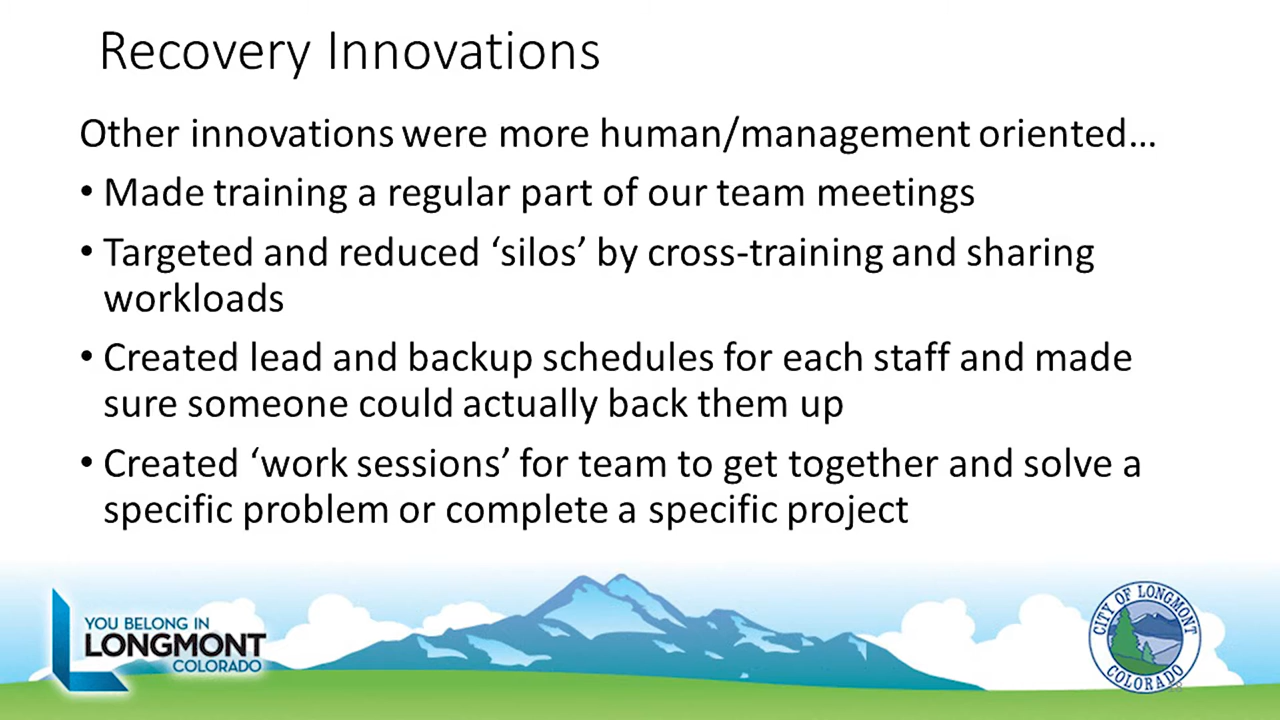 Recovery Innovations
Other innovations were more human/management oriented…
• Made training a regular part of our team meetings
• Targeted and reduced ‘silos’ by cross-training and sharing
workloads
• Created lead and backup schedules for each staff and made
sure someone could actually back them up
• Created ‘work sessions’ for team to get together and solve a
specific problem or complete a specific project
YOU BELONG IN
LONGMONT
COLORADO
CITY OF LONGMONT
COLORADO